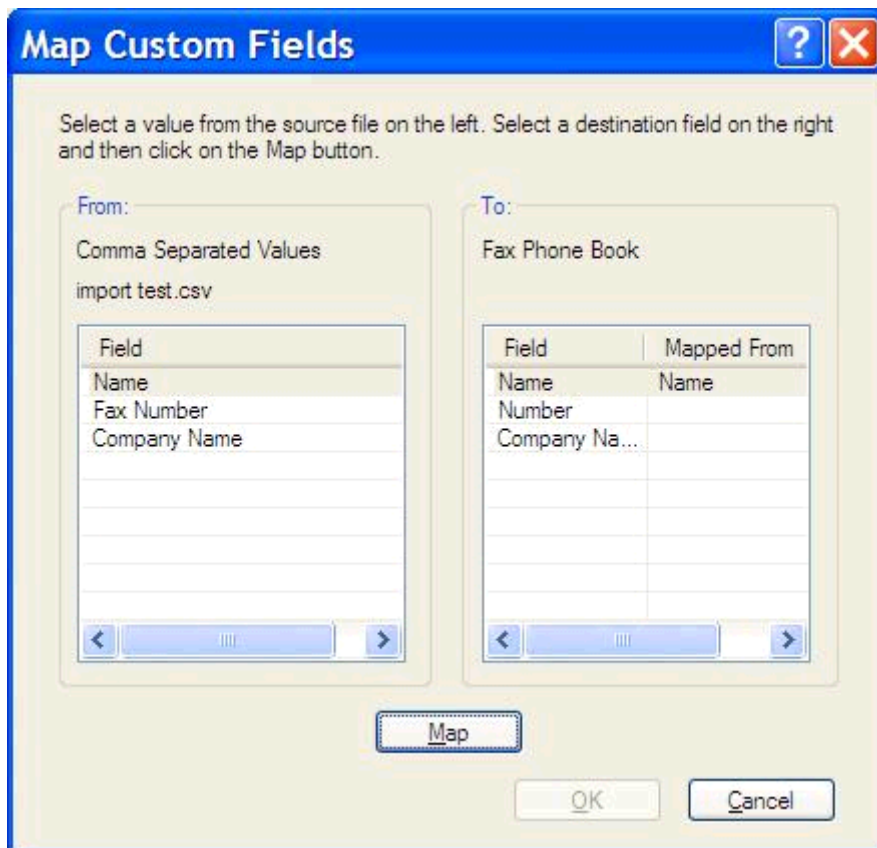 Map Custom Fields
Select a value from the source file on the left. Select a destination field on the right
and then click on the Map button.
From:
Comma Separated Values
import test.csv
Field
Name
Fax Number
Company Name
To:
Fax Phone Book
Field Mapped From
Name Name
Number
Company Na...
Map
OK Cancel